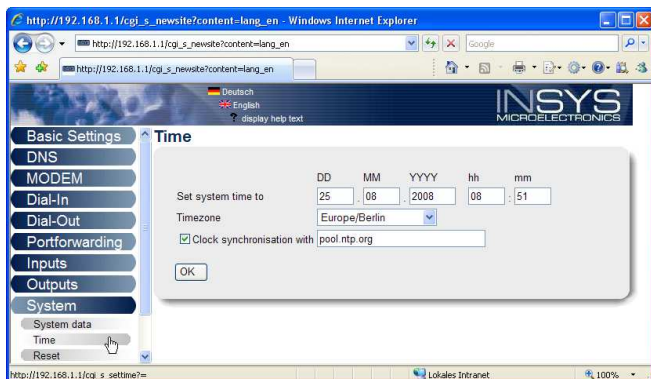 http://192.168.1.1/cgi_s_newsite?content=lang_en - Windows Internet Explorer
http://192.168.1.1/cgi_s_newsite?content=lang_en
Google
http://192.168.1.1/cgi_s_newsite?content=lang_en
Deutsch
English
? display help text
INSYS
MICROELECTRONICS
Basic Settings
DNS
MODEM
Dial-In
Dial-Out
Portforwarding
Inputs
Outputs
System
System data
Time
Reset
Time
DD MM YYYY hh mm
Set system time to 25 . 08 . 2008 08 : 51
Timezone Europe/Berlin
Clock synchronisation with pool.ntp.org
OK
http://192.168.1.1/cgi_s_settime?=
Lokales Intranet
100%